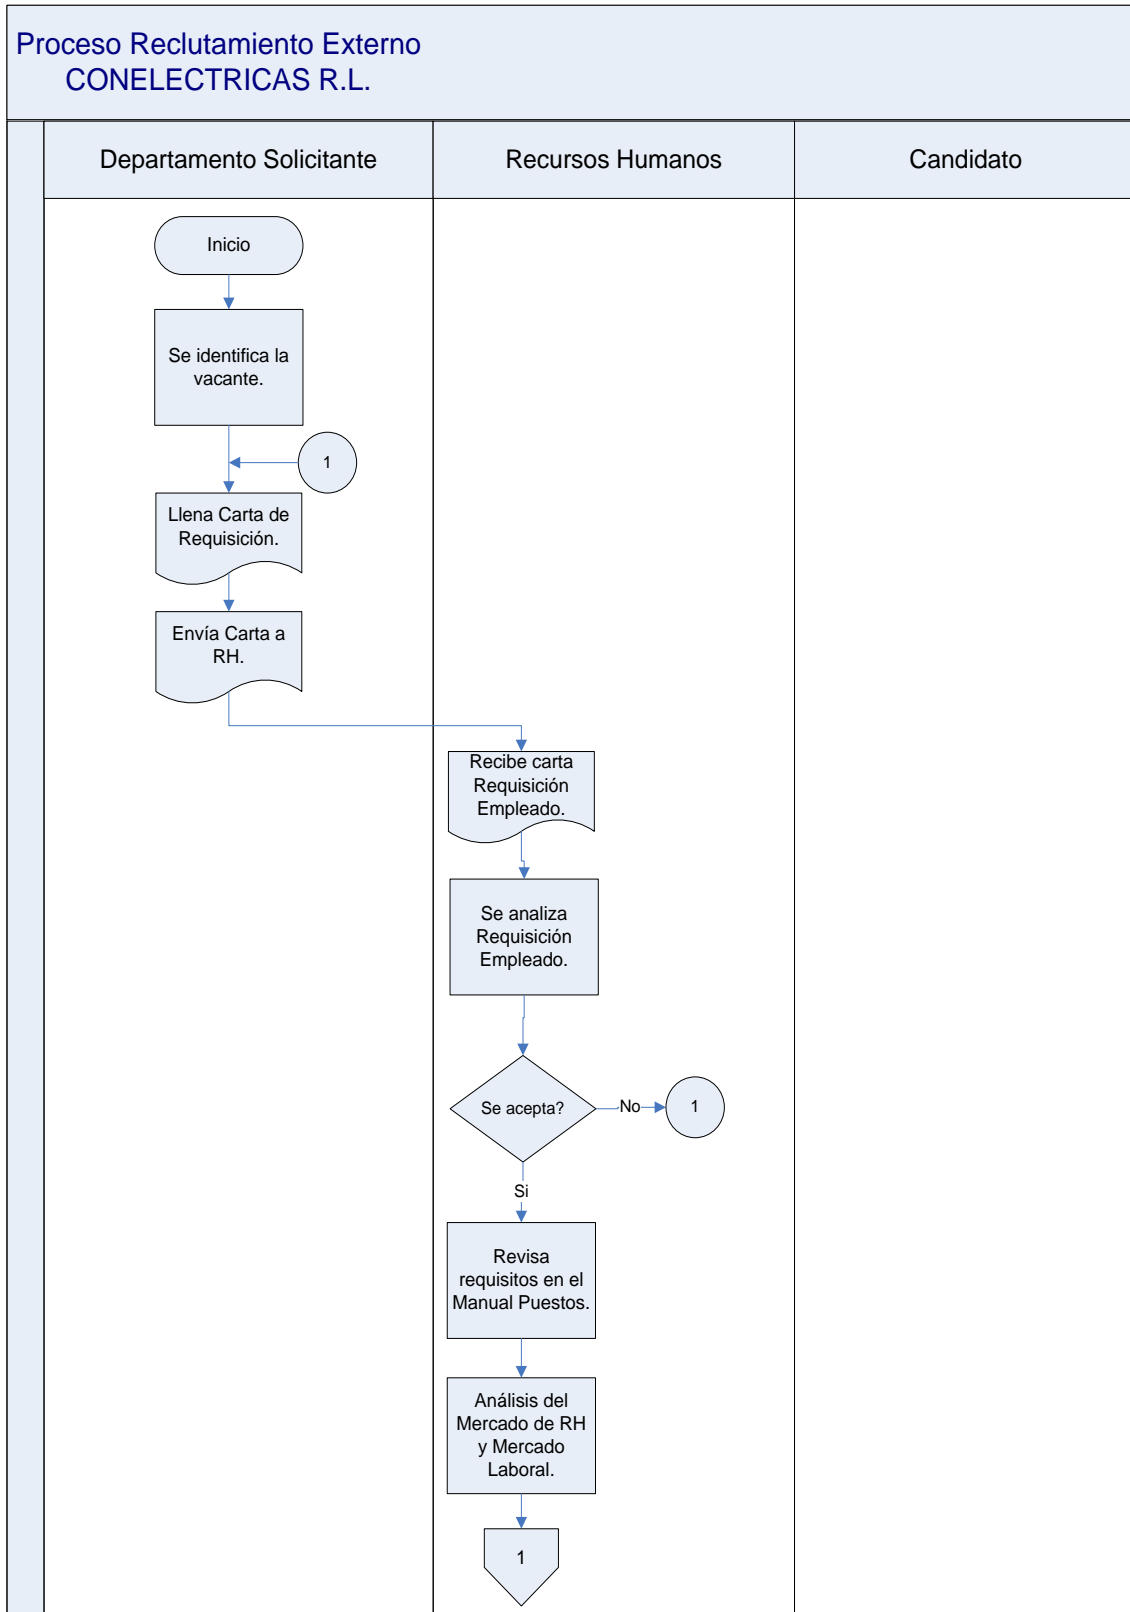 Proceso Reclutamiento Externo
CONELECTRICAS R.L.
Departamento Solicitante
Recursos Humanos
Candidato
Inicio
Se identifica la
vacante.
1
Llena Carta de
Requisición.
Envía Carta a
RH.
Recibe carta
Requisición
Empleado.
Se analiza
Requisición
Empleado.
Se acepta?
No
1
Si
Revisa
requisitos en el
Manual Puestos.
Análisis del
Mercado de RH
y Mercado
Laboral.
1